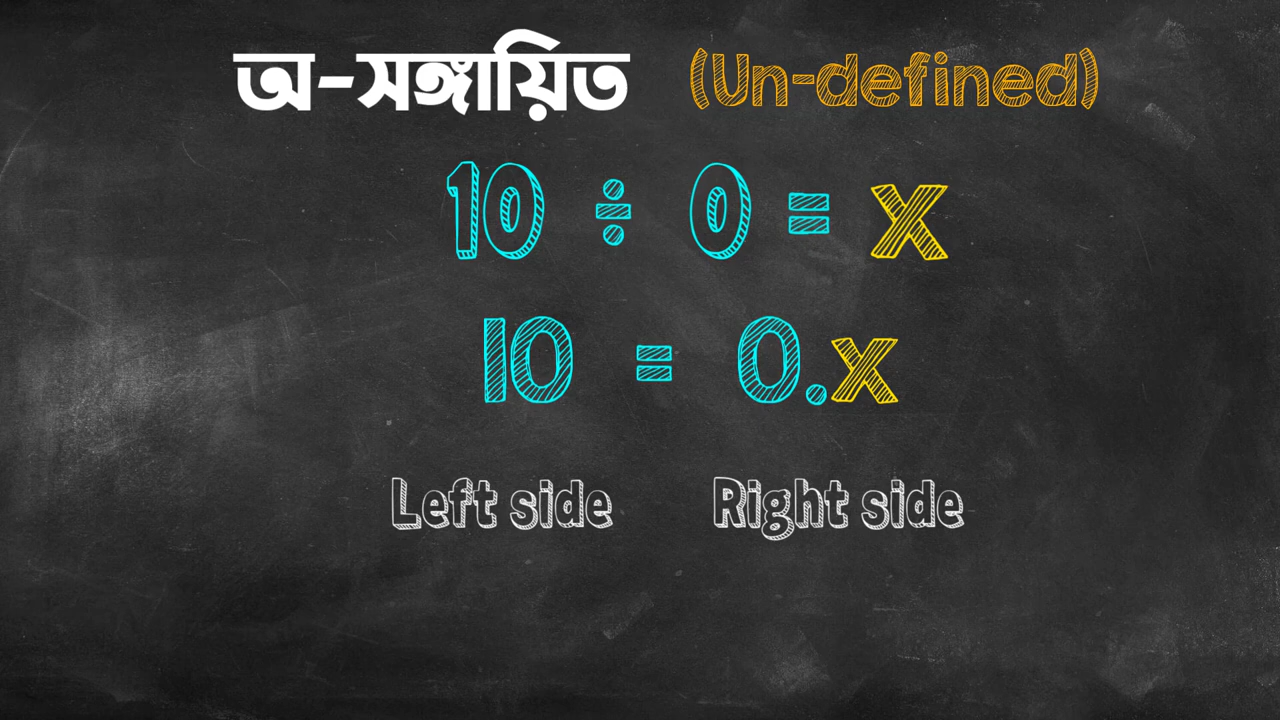 অ-সঙ্গায়িত (Un-defined)
10 ÷ 0 = x
10 = 0.x
Left side Right side